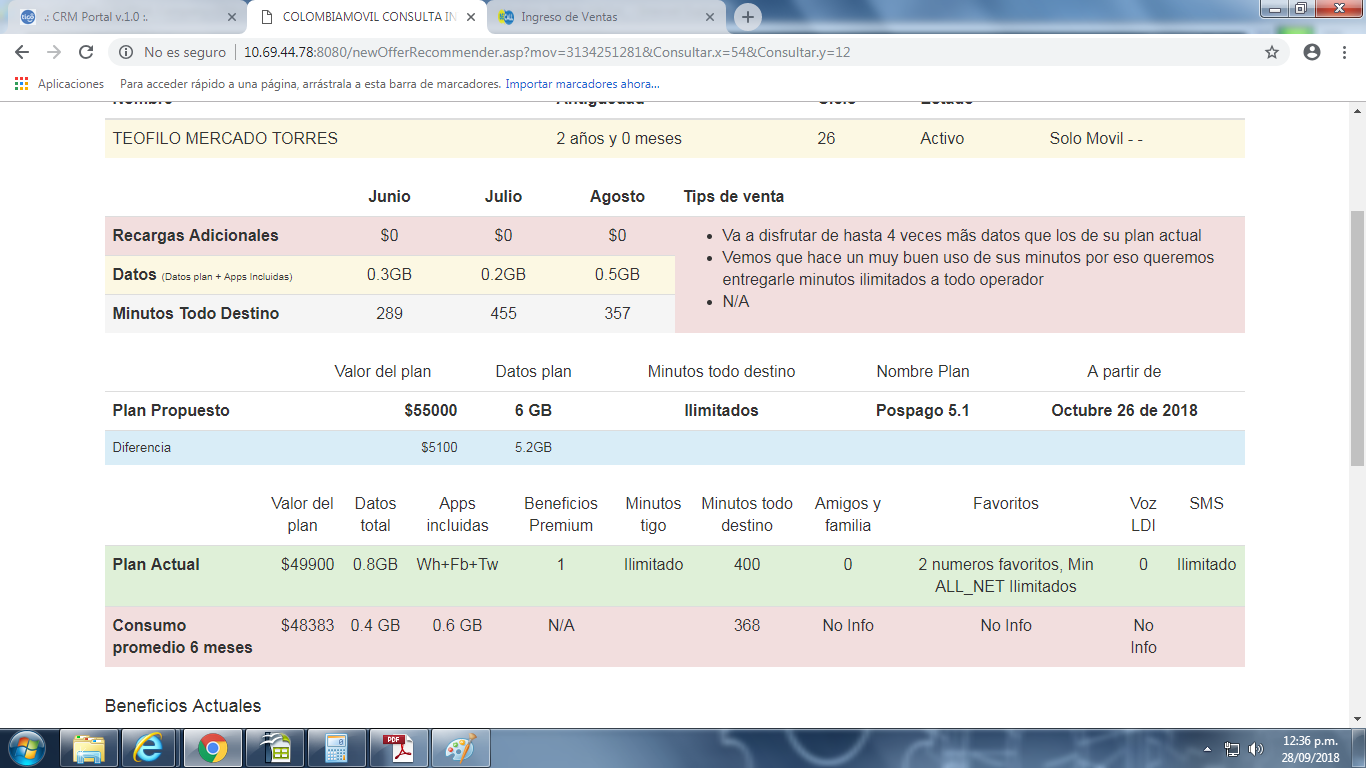 .: CRM Portal v.1.0 :.
COLOMBIAMOVIL CONSULTA IN
Ingreso de Ventas
No es seguro
10.69.44.78:8080/newOfferRecommender.asp?mov=3134251281&Consultar.x=54&Consultar.y=12
Aplicaciones
Para acceder rápido a una página, arrástrala a esta barra de marcadores. Importar marcadores ahora...
Nombre Antigüedad Ciclo Estado
TEOFILO MERCADO TORRES 2 años y 0 meses 26 Activo Solo Movil - -
Junio Julio Agosto Tips de venta
Recargas Adicionales $0 $0 $0
Datos (Datos plan + Apps Incluidas) 0.3GB 0.2GB 0.5GB
Minutos Todo Destino 289 455 357
• Va a disfrutar de hasta 4 veces mãs datos que los de su plan actual
• Vemos que hace un muy buen uso de sus minutos por eso queremos
entregarle minutos ilimitados a todo operador
• N/A
Valor del plan Datos plan Minutos todo destino Nombre Plan A partir de
Plan Propuesto $55000 6 GB Ilimitados Pospago 5.1 Octubre 26 de 2018
Diferencia $5100 5.2GB
Valor del Datos Apps Beneficios Minutos Minutos todo Amigos y Favoritos Voz SMS
plan total incluidas Premium tigo destino familia LDI
Plan Actual $49900 0.8GB Wh+Fb+Tw 1 Ilimitado 400 0 2 numeros favoritos, Min 0 Ilimitado
ALL_NET Ilimitados
Consumo $48383 0.4 GB 0.6 GB N/A 368 No Info No Info No
promedio 6 meses Info
Beneficios Actuales
12:36 p.m.
28/09/2018